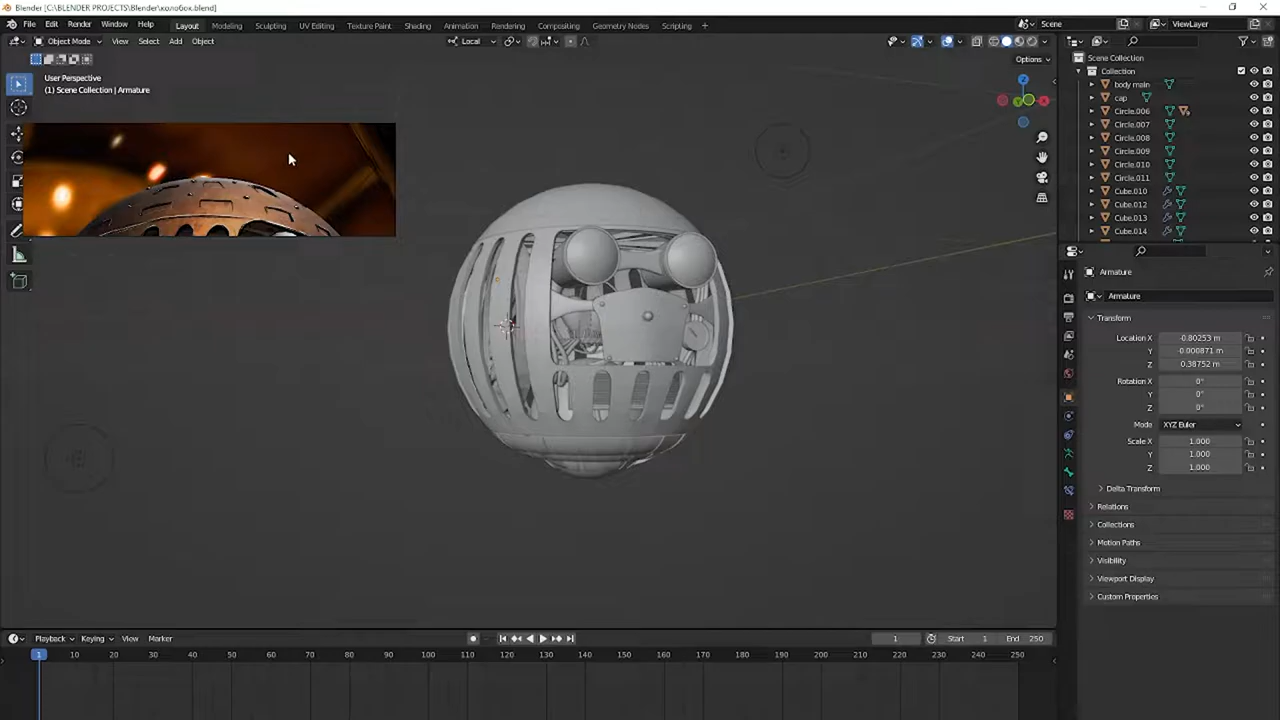 Blender [C:\BLENDER PROJECTS\Blender\колобок.blend]
File Edit Render Window Help Layout Modeling Sculpting UV Editing Texture Paint Shading Animation Rendering Compositing Geometry Nodes Scripting + Scene ViewLayer
Object Mode View Select Add Object Local
Options
User Perspective
(1) Scene Collection | Armature
Z
Y
X
Scene Collection
Collection
body main
cap
Circle.006
Circle.007
Circle.008
Circle.009
Circle.010
Circle.011
Cube.010
Cube.012
Cube.013
Cube.014
Armature
Armature
Transform
Location X -0.80253 m
Y -0.000871 m
Z 0.38752 m
Rotation X 0°
Y 0°
Z 0°
Mode XYZ Euler
Scale X 1.000
Y 1.000
Z 1.000
Delta Transform
Relations
Collections
Motion Paths
Visibility
Viewport Display
Custom Properties
Playback Keying View Marker 1 Start 1 End 250
1 10 20 30 40 50 60 70 80 90 100 110 120 130 140 150 160 170 180 190 200 210 220 230 240 250